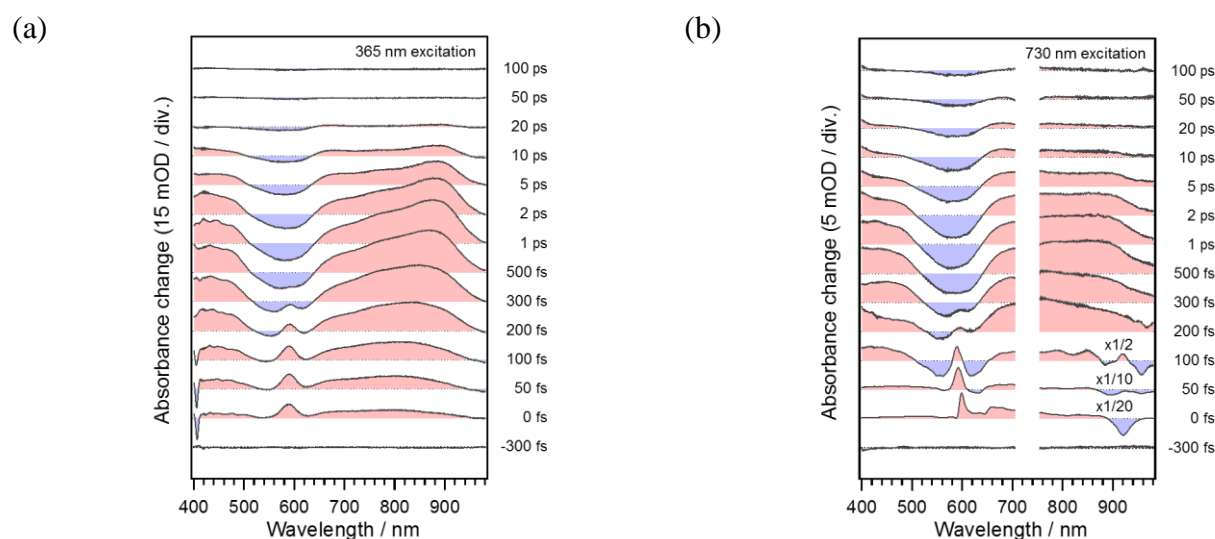 (a)
365 nm excitation
Absorbance change (15 mOD / div.)
100 ps
50 ps
20 ps
10 ps
5 ps
2 ps
1 ps
500 fs
300 fs
200 fs
100 fs
50 fs
0 fs
-300 fs
400 500 600 700 800 900
Wavelength / nm
(b)
730 nm excitation
Absorbance change (5 mOD / div.)
100 ps
50 ps
20 ps
10 ps
5 ps
2 ps
1 ps
500 fs
300 fs
200 fs
x1/2
100 fs
x1/10
50 fs
x1/20
0 fs
-300 fs
400 500 600 700 800 900
Wavelength / nm